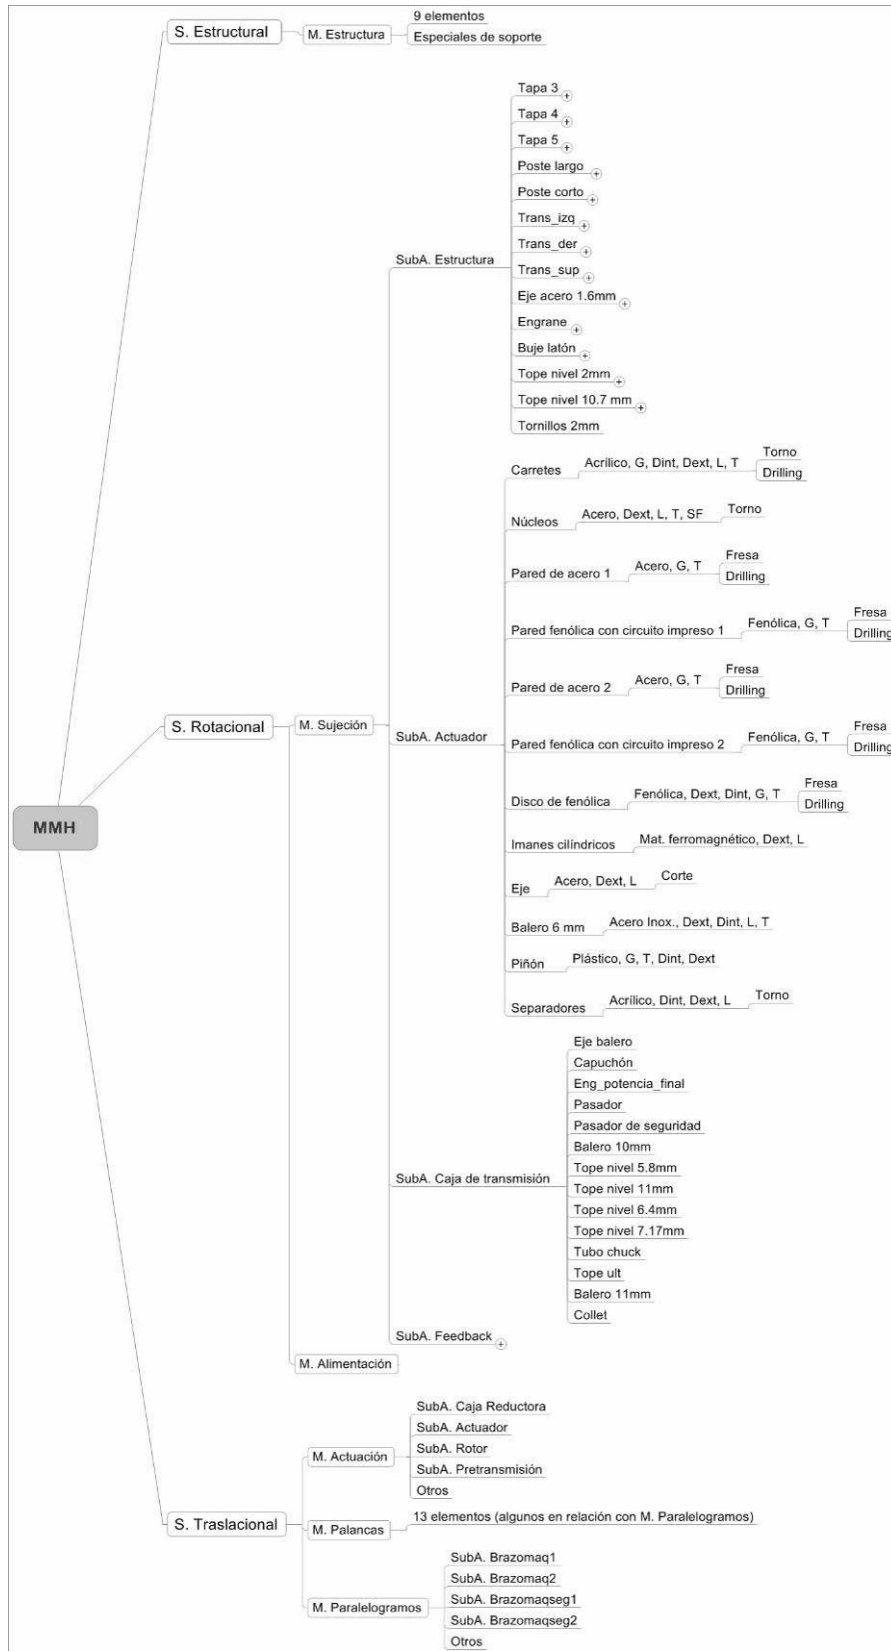 S. Estructural
M. Estructura
9 elementos
Especiales de soporte
Tapa 3
Tapa 4
Tapa 5
Poste largo
Poste corto
Trans_izq
Trans_der
SubA. Estructura
Trans_sup
Eje acero 1.6mm
Engrane
Buje latón
Tope nivel 2mm
Tope nivel 10.7 mm
Tornillos 2mm
Carretes
Acrílico, G, Dint, Dext, L, T
Torno
Drilling
Núcleos
Acero, Dext, L, T, SF
Torno
Pared de acero 1
Acero, G, T
Fresa
Drilling
Pared fenólica con circuito impreso 1
Fenólica, G, T
Fresa
Drilling
Pared de acero 2
Acero, G, T
Fresa
Drilling
S. Rotacional
M. Sujeción
SubA. Actuador
Pared fenólica con circuito impreso 2
Fenólica, G, T
Fresa
Drilling
Disco de fenólica
Fenólica, Dext, Dint, G, T
Fresa
Drilling
MMH
Imanes cilíndricos
Mat. ferromagnético, Dext, L
Eje
Acero, Dext, L
Corte
Balero 6 mm
Acero Inox., Dext, Dint, L, T
Piñón
Plástico, G, T, Dint, Dext
Separadores
Acrílico, Dint, Dext, L
Torno
Eje balero
Capuchón
Eng_potencia_final
Pasador
Pasador de seguridad
Balero 10mm
SubA. Caja de transmisión
Tope nivel 5.8mm
Tope nivel 11mm
Tope nivel 6.4mm
Tope nivel 7.17mm
Tubo chuck
Tope ult
Balero 11mm
Collet
SubA. Feedback
M. Alimentación
S. Traslacional
M. Actuación
SubA. Caja Reductora
SubA. Actuador
SubA. Rotor
SubA. Pretransmisión
Otros
M. Palancas
13 elementos (algunos en relación con M. Paralelogramos)
M. Paralelogramos
SubA. Brazomaq1
SubA. Brazomaq2
SubA. Brazomaqseg1
SubA. Brazomaqseg2
Otros